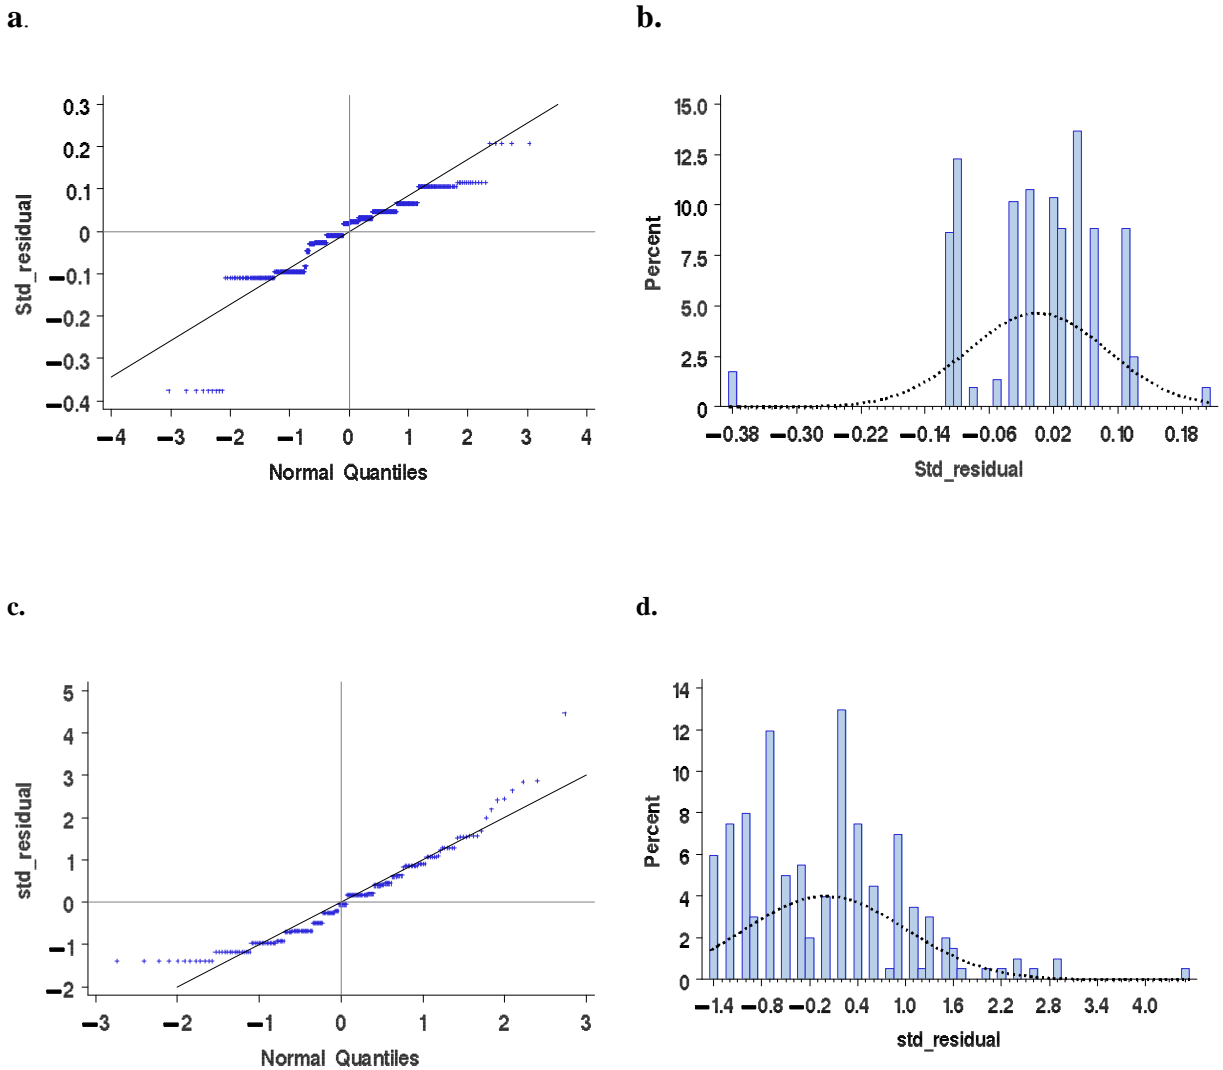 a.
b.
0.3
0.2
0.1
0
−0.1
−0.2
−0.3
−0.4
Std_residual
−4 −3 −2 −1 0 1 2 3 4
Normal Quantiles
15.0
12.5
10.0
7.5
5.0
2.5
0
Percent
−0.38 −0.30 −0.22 −0.14 −0.06 0.02 0.10 0.18
Std_residual
c.
d.
5
4
3
2
1
0
−1
−2
std_residual
−3 −2 −1 0 1 2 3
Normal Quantiles
14
12
10
8
6
4
2
0
Percent
−1.4 −0.8 −0.2 0.4 1.0 1.6 2.2 2.8 3.4 4.0
std_residual